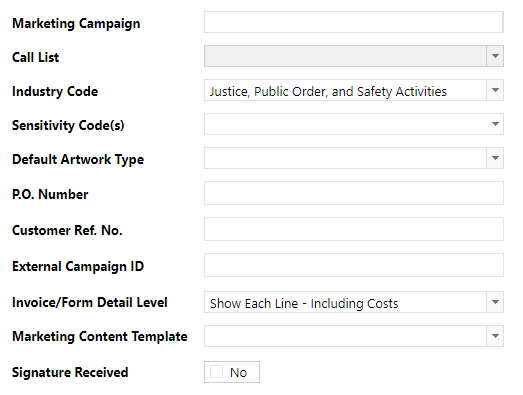 Marketing Campaign
Call List
Industry Code Justice, Public Order, and Safety Activities
Sensitivity Code(s)
Default Artwork Type
P.O. Number
Customer Ref. No.
External Campaign ID
Invoice/Form Detail Level Show Each Line - Including Costs
Marketing Content Template
Signature Received No